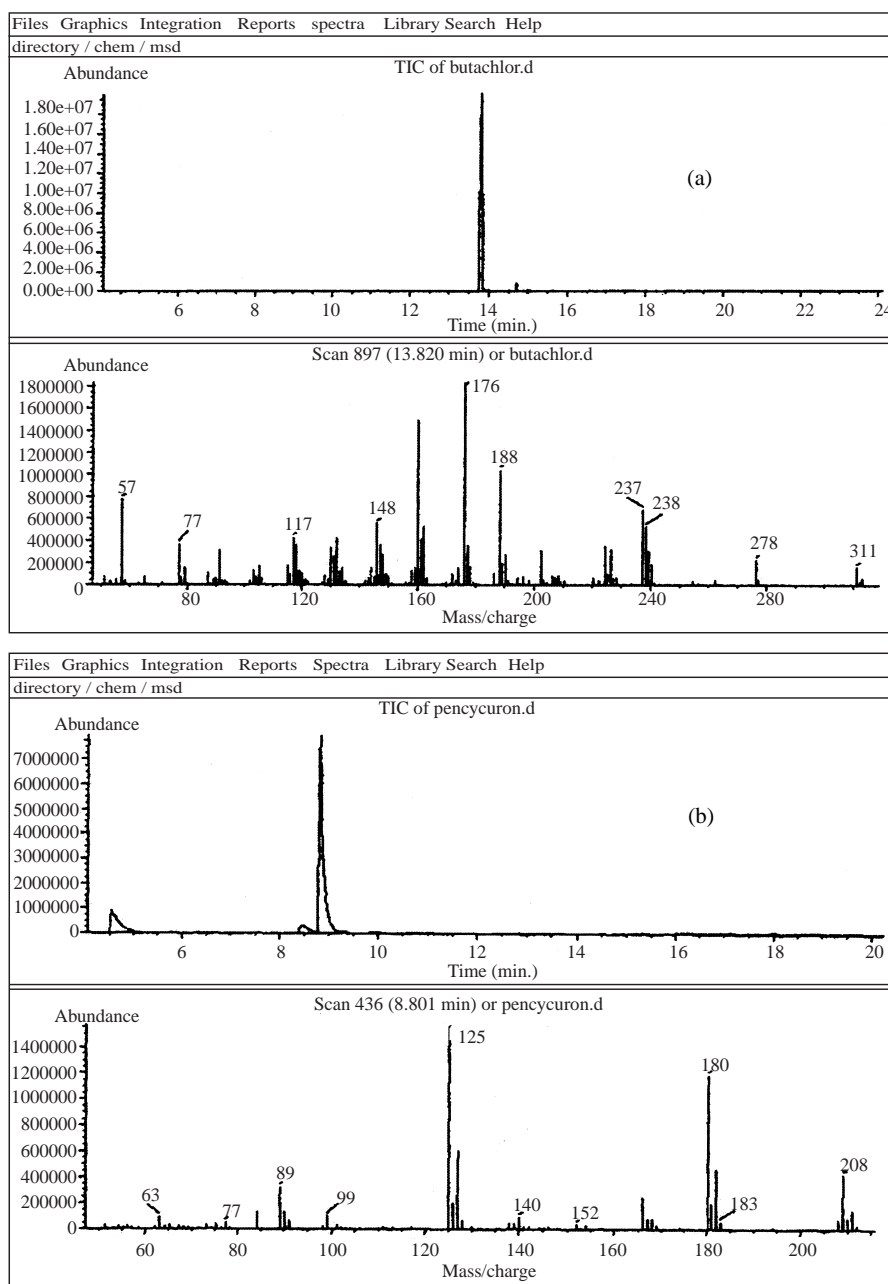 Files Graphics Integration Reports spectra Library Search Help
directory / chem / msd
TIC of butachlor.d
Abundance
1.80e+07
1.60e+07
1.40e+07
1.20e+07
1.00e+07
8.00e+06
6.00e+06
4.00e+06
2.00e+06
0.00e+00
(a)
6 8 10 12 14 16 18 20 22 24
Time (min.)
Scan 897 (13.820 min) or butachlor.d
Abundance
1800000
1600000
1400000
1200000
1000000
800000
600000
400000
200000
0
57
77
117
148
176
188
237
238
278
311
80 120 160 200 240 280
Mass/charge
Files Graphics Integration Reports Spectra Library Search Help
directory / chem / msd
TIC of pencycuron.d
Abundance
7000000
6000000
5000000
4000000
3000000
2000000
1000000
0
(b)
6 8 10 12 14 16 18 20
Time (min.)
Scan 436 (8.801 min) or pencycuron.d
Abundance
1400000
1200000
1000000
800000
600000
400000
200000
0
63
77
89
99
125
140
152
180
183
208
60 80 100 120 140 160 180 200
Mass/charge